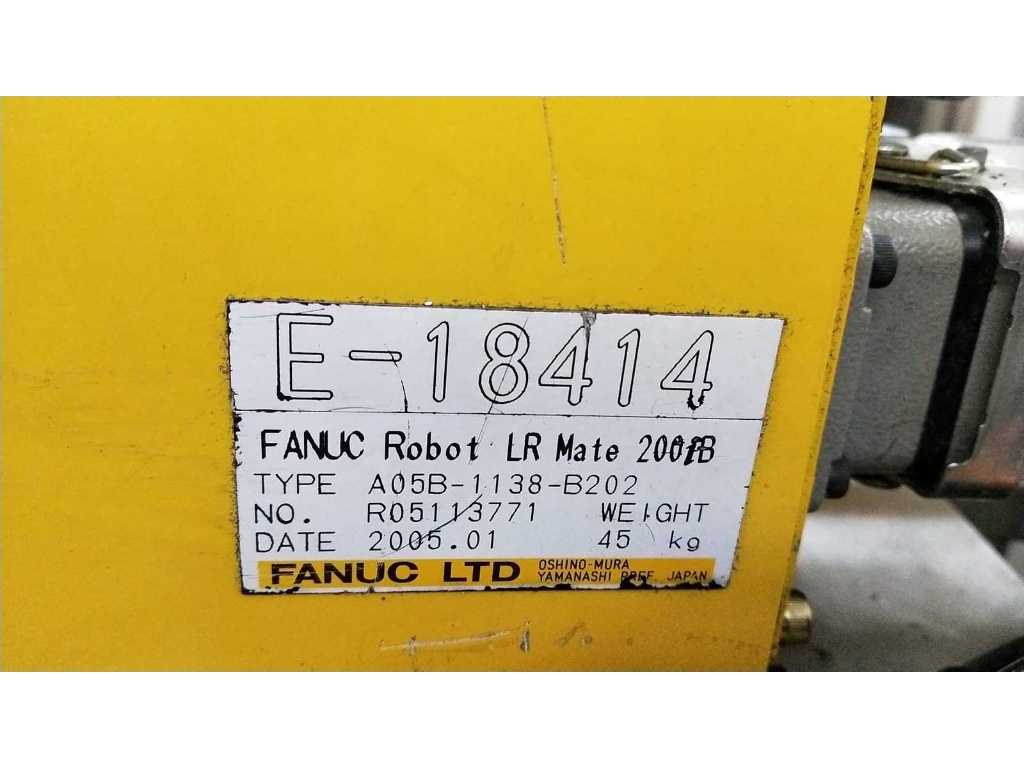 E-18414
FANUC Robot LR Mate 200iB
TYPE A05B-1138-B202
NO. R05113771 WEIGHT
DATE 2005.01 45 kg
FANUC LTD OSHINO-MURA
YAMANASHI PREF. JAPAN